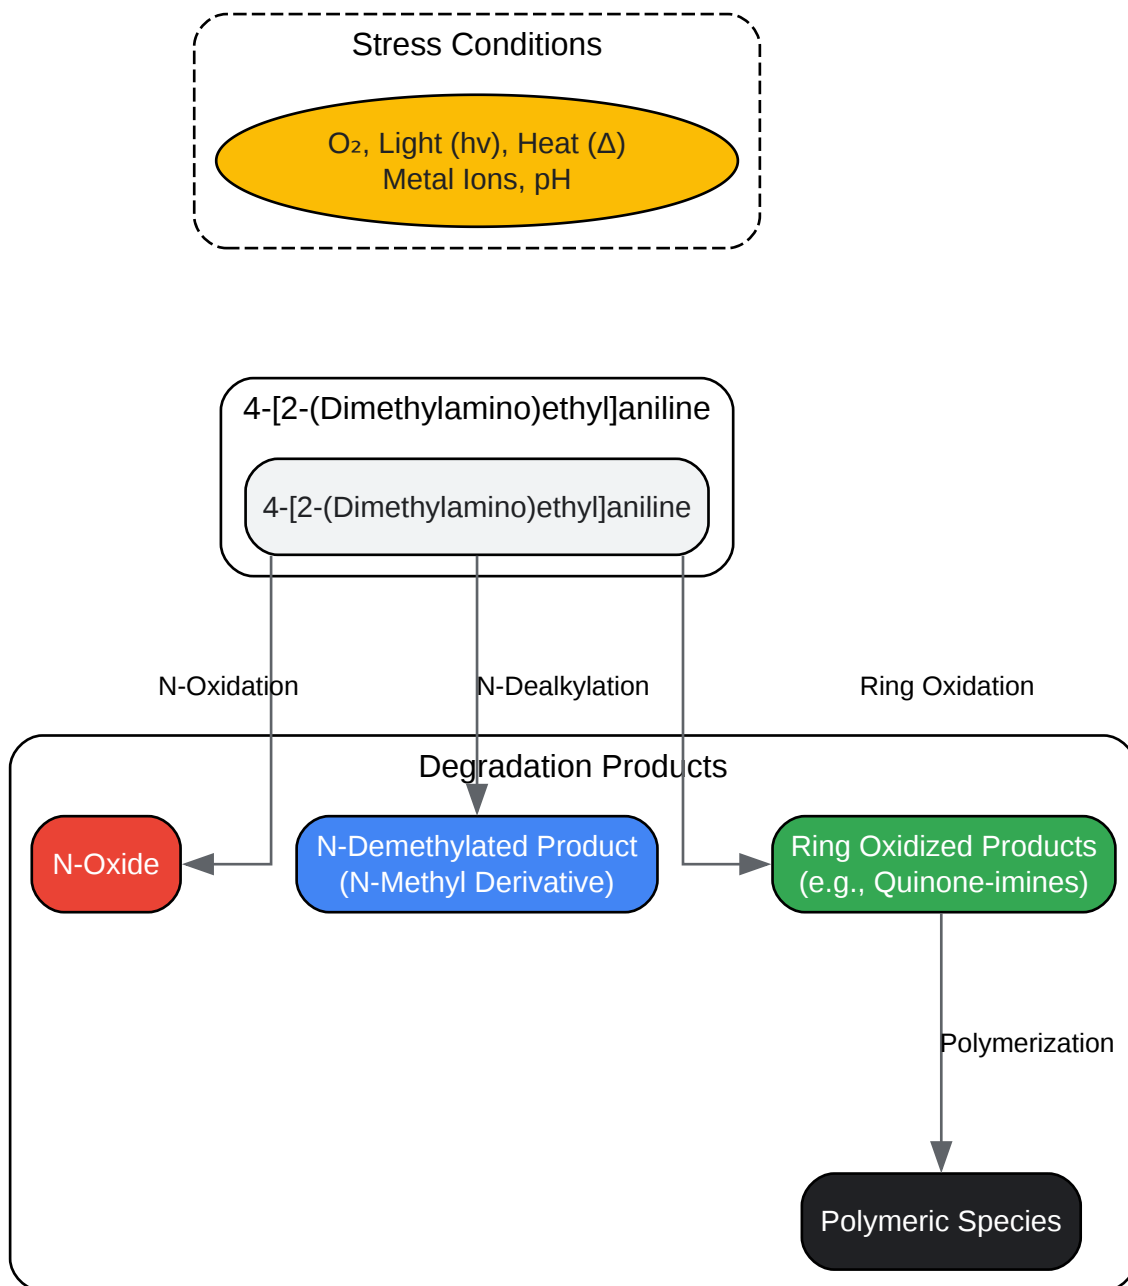 Stress Conditions
O₂, Light (hv), Heat (Δ)
Metal Ions, pH
4-[2-(Dimethylamino)ethyl]aniline
4-[2-(Dimethylamino)ethyl]aniline
N-Oxidation
N-Dealkylation
Ring Oxidation
Degradation Products
N-Oxide
N-Demethylated Product
(N-Methyl Derivative)
Ring Oxidized Products
(e.g., Quinone-imines)
Polymerization
Polymeric Species